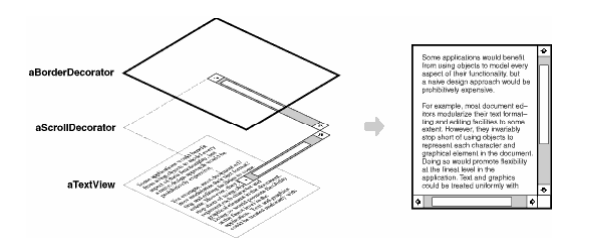 aBorderDecorator
aScrollDecorator
aTextView
Some applications would benefit
from using objects to model every
aspect of their functionality, but
a naive design approach would be
prohibitively expensive.
For example, most document ed-
itors modularize their text format-
ting and editing facilities to some
extent. However, they invariably
stop short of using objects to
represent each character and
graphical element in the document.
Doing so would promote flexibility
at the finest level in the
application. Text and graphics
could be treated uniformly with